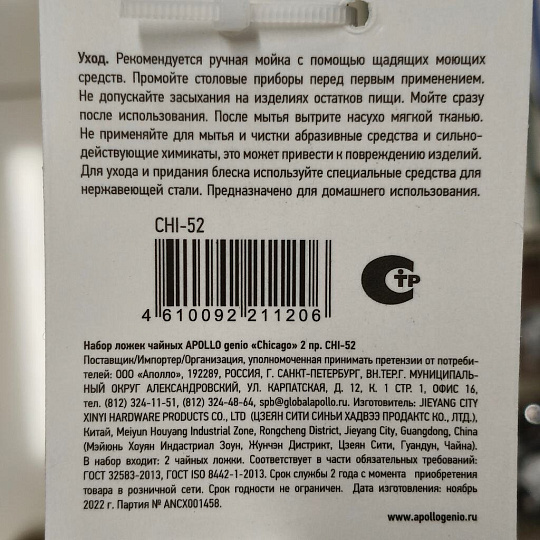 Уход. Рекомендуется ручная мойка с помощью щадящих моющих
средств. Промойте столовые приборы перед первым применением.
Не допускайте засыхания на изделиях остатков пищи. Мойте сразу
после использования. После мытья вытрите насухо мягкой тканью.
Не применяйте для мытья и чистки абразивные средства и сильно-
действующие химикаты, это может привести к повреждению изделий.
Для ухода и придания блеска используйте специальные средства для
нержавеющей стали. Предназначено для домашнего использования.
CHI-52
4 610092 211206
СТР
Набор ложек чайных APOLLO genio «Chicago» 2 пр. CHI-52
Поставщик/Импортер/Организация, уполномоченная принимать претензии от потреби-
телей: ООО «Аполло», 192289, РОССИЯ, Г. САНКТ-ПЕТЕРБУРГ, ВН.ТЕР.Г. МУНИЦИПАЛЬ-
НЫЙ ОКРУГ АЛЕКСАНДРОВСКИЙ, УЛ. КАРПАТСКАЯ, Д. 12, К. 1 СТР. 1, ОФИС 16,
тел. (812) 324-11-51, (812) 324-48-64, spb@globalapollo.ru. Изготовитель: JIEYANG CITY
XINYI HARDWARE PRODUCTS CO., LTD (ЦЗЕЯН СИТИ СИНЬИ ХАДВЭЭ ПРОДАКТС КО., ЛТД.),
Китай, Meiyun Houyang Industrial Zone, Rongcheng District, Jieyang City, Guangdong, China
(Мэйюнь Хоуян Индастриал Зоун, Жунчэн Дистрикт, Цзеян Сити, Гуандун, Чайна).
В набор входит: 2 чайных ложки. Соответствует в части обязательных требований:
ГОСТ 32583-2013, ГОСТ ISO 8442-1-2013. Срок службы 2 года с момента приобретения
товара в розничной сети. Срок годности не ограничен. Дата изготовления: ноябрь
2022 г. Партия № ANCX001458.
www.apollogenio.ru